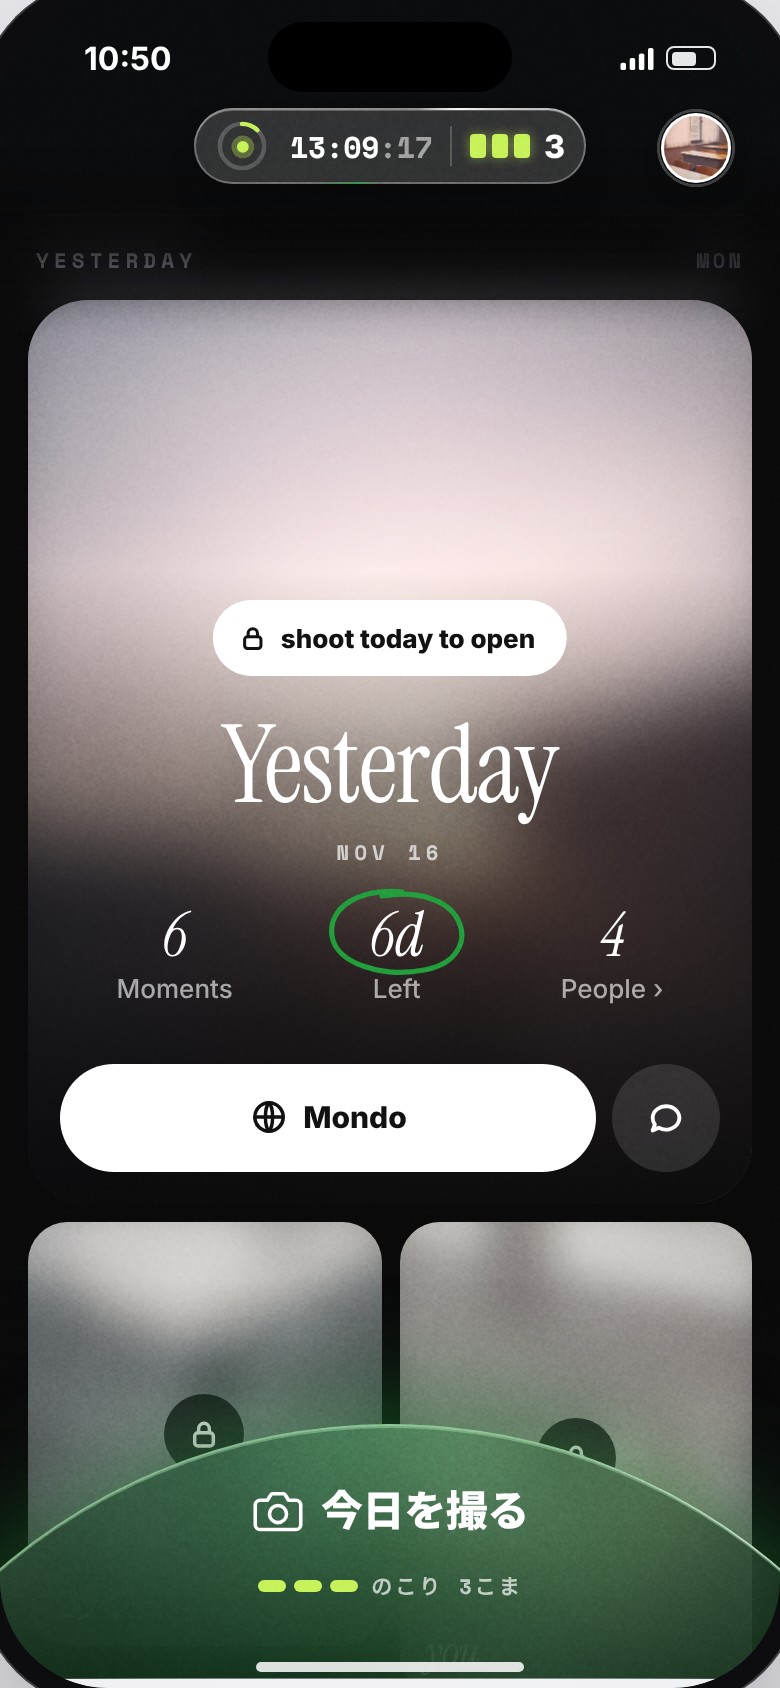 10:50
13:09:17 3
YESTERDAY MON
shoot today to open
Yesterday
NOV 16
6 6d 4
Moments Left People ›
Mondo
今日を撮る
のこり 3こま
you